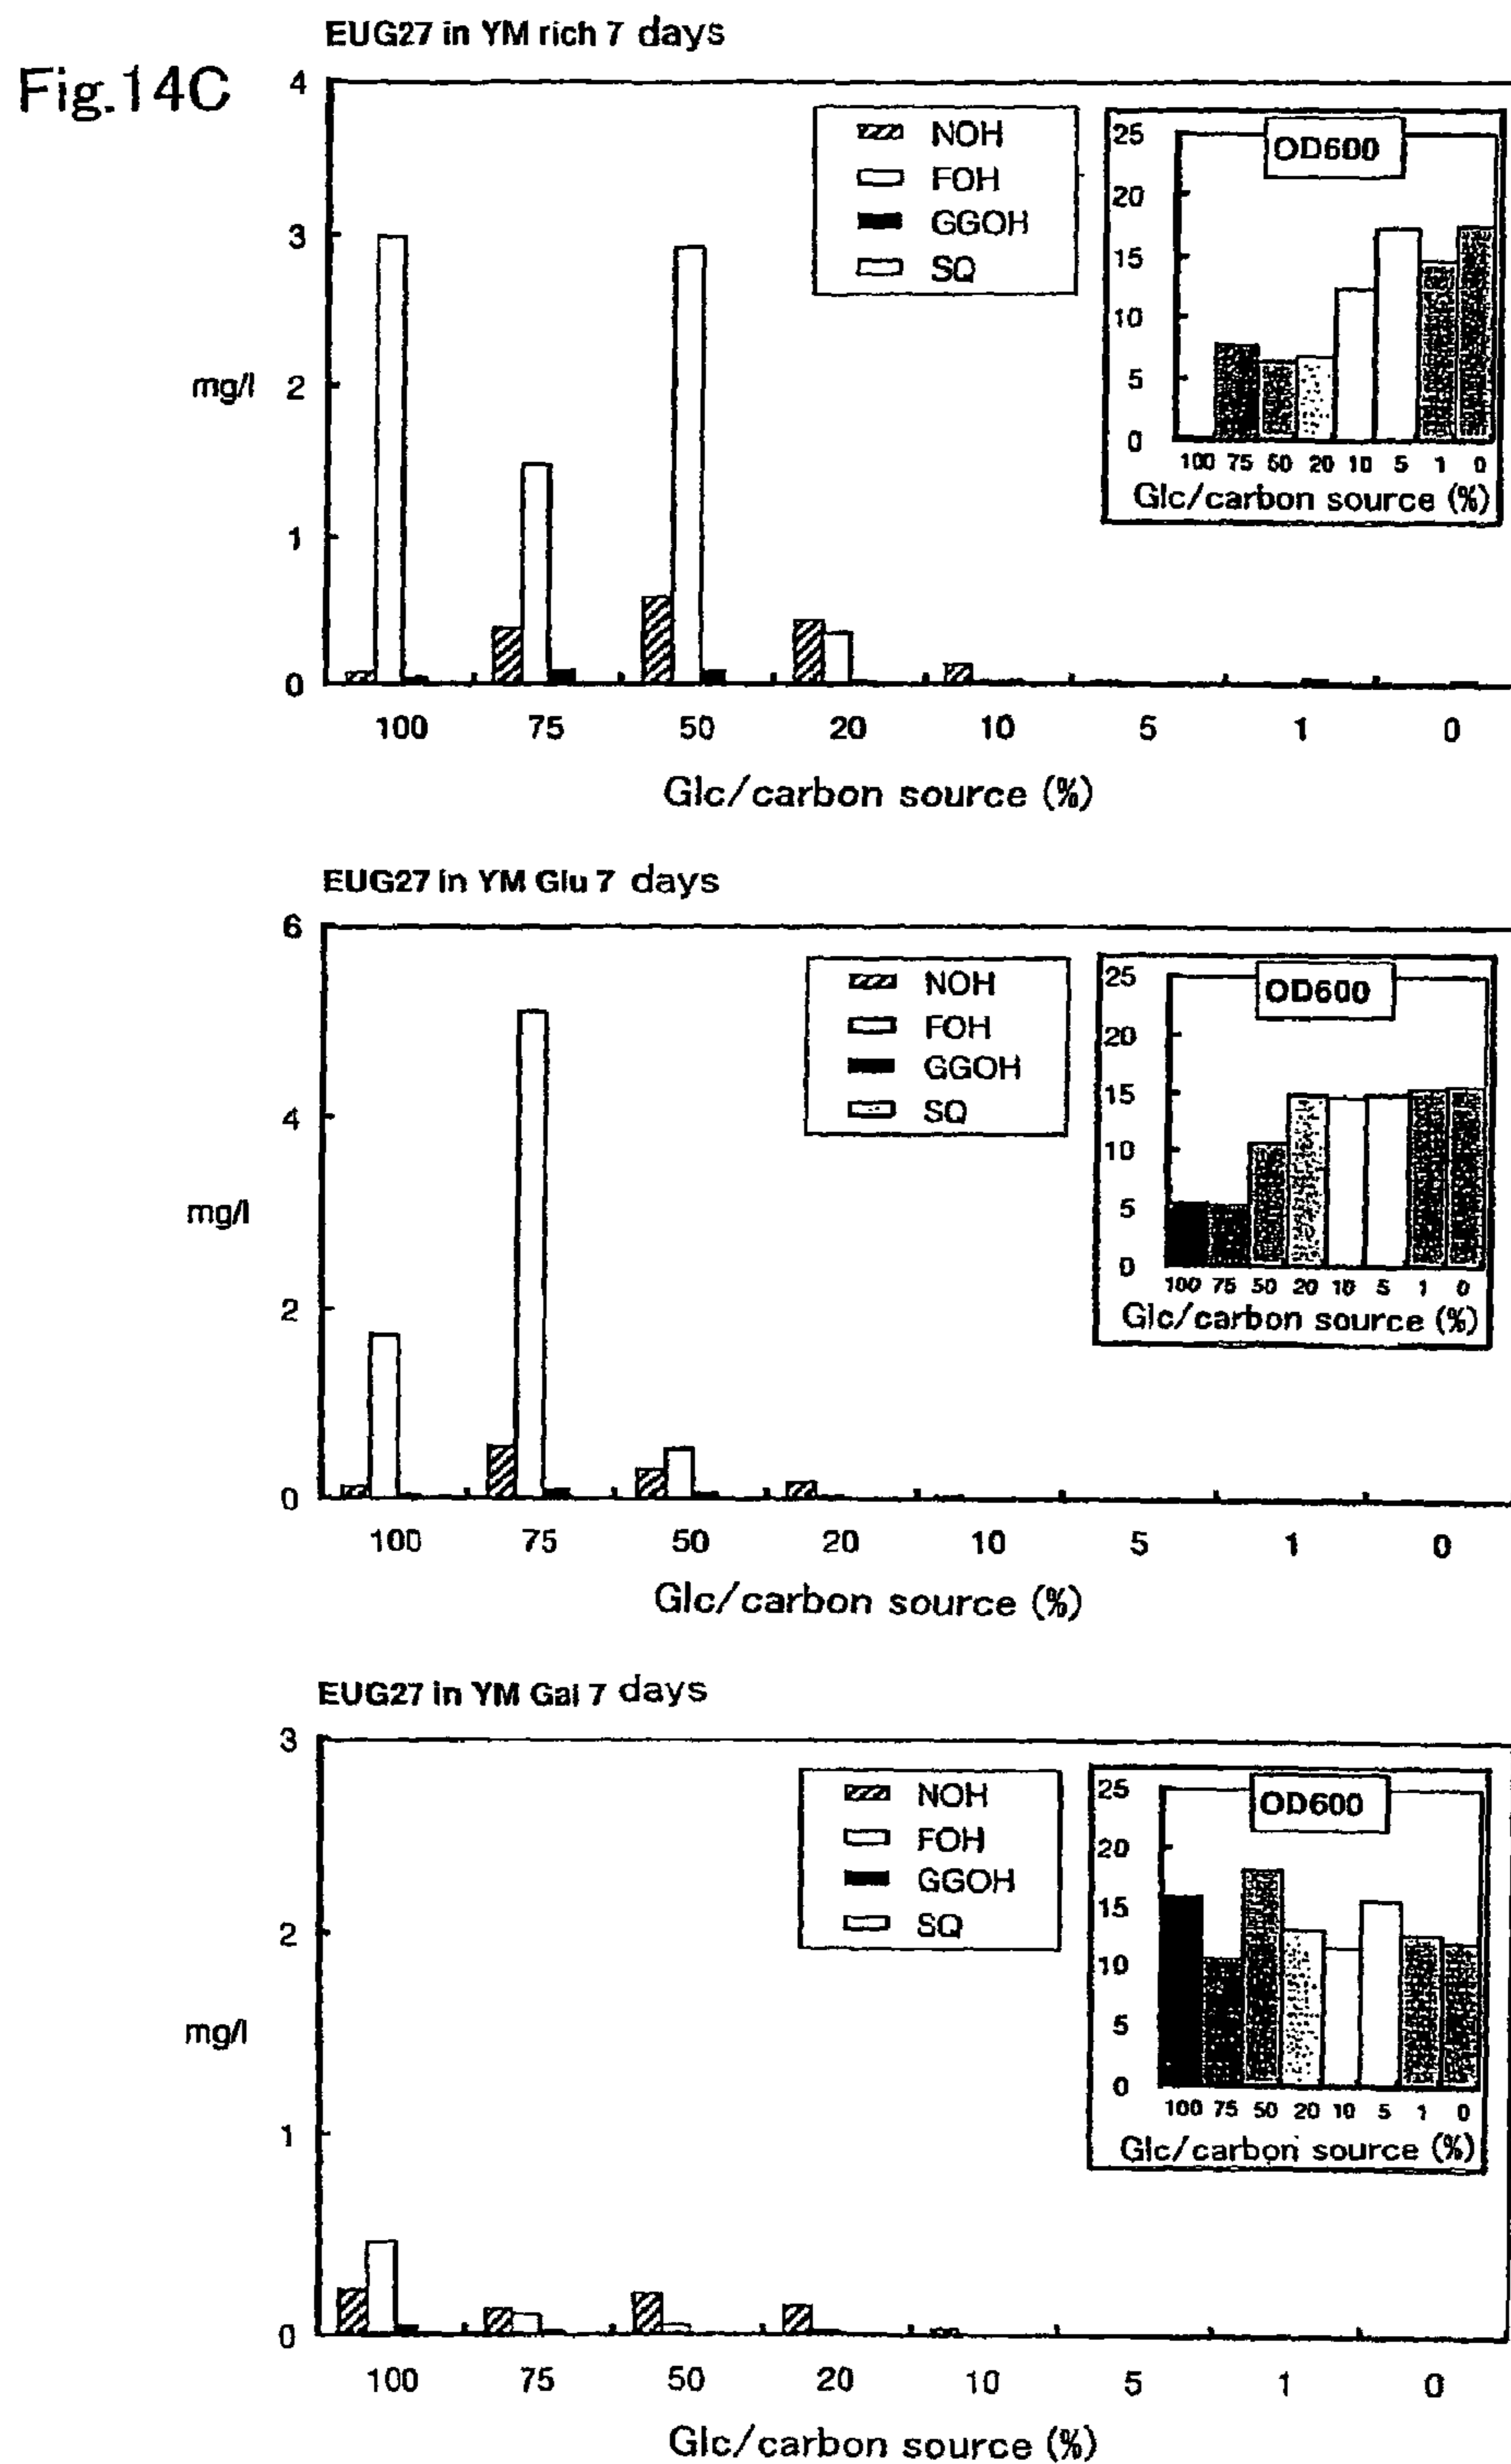 Fig.14C
EUG27 in YM rich 7 days
4
3
mg/l
2
1
0
NOH
FOH
GGOH
SQ
25
OD600
20
15
10
5
0
100 75 50 20 10 5 1 0
Glc/carbon source (%)
100 75 50 20 10 5 1 0
Glc/carbon source (%)
EUG27 in YM Glu 7 days
6
4
mg/l
2
0
NOH
FOH
GGOH
SQ
25
OD600
20
15
10
5
0
100 75 50 20 10 5 1 0
Glc/carbon source (%)
100 75 50 20 10 5 1 0
Glc/carbon source (%)
EUG27 in YM Gal 7 days
3
2
mg/l
1
0
NOH
FOH
GGOH
SQ
25
OD600
20
15
10
5
0
100 75 50 20 10 5 1 0
Glc/carbon source (%)
100 75 50 20 10 5 1 0
Glc/carbon source (%)